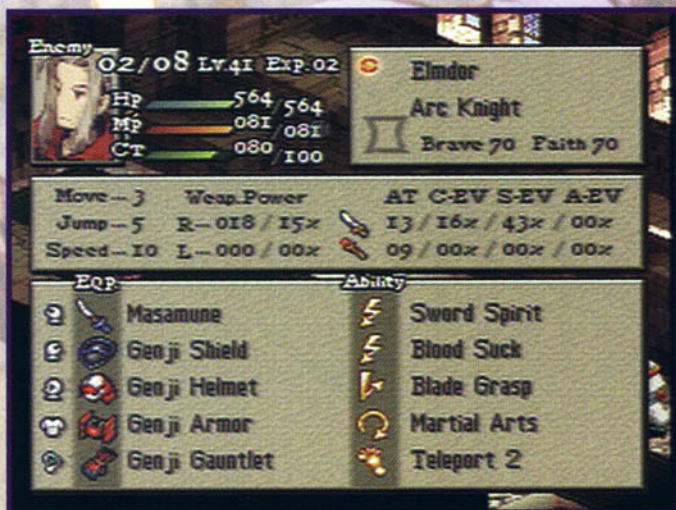 Enemy
02/08 Lv.41 Exp.02
Hp 564/564
Mp 081/081
CT 080/100
Elmdor
Arc Knight
Brave 70 Faith 70
Move— 3 Weap.Power AT C-EV S-EV A-EV
Jump— 5 R— 018 / 15% 13 / 16% / 43% / 00%
Speed— 10 L— 000 / 00% 09 / 00% / 00% / 00%
Eqp. Ability
Masamune Sword Spirit
Genji Shield Blood Suck
Genji Helmet Blade Grasp
Genji Armor Martial Arts
Genji Gauntlet Teleport 2